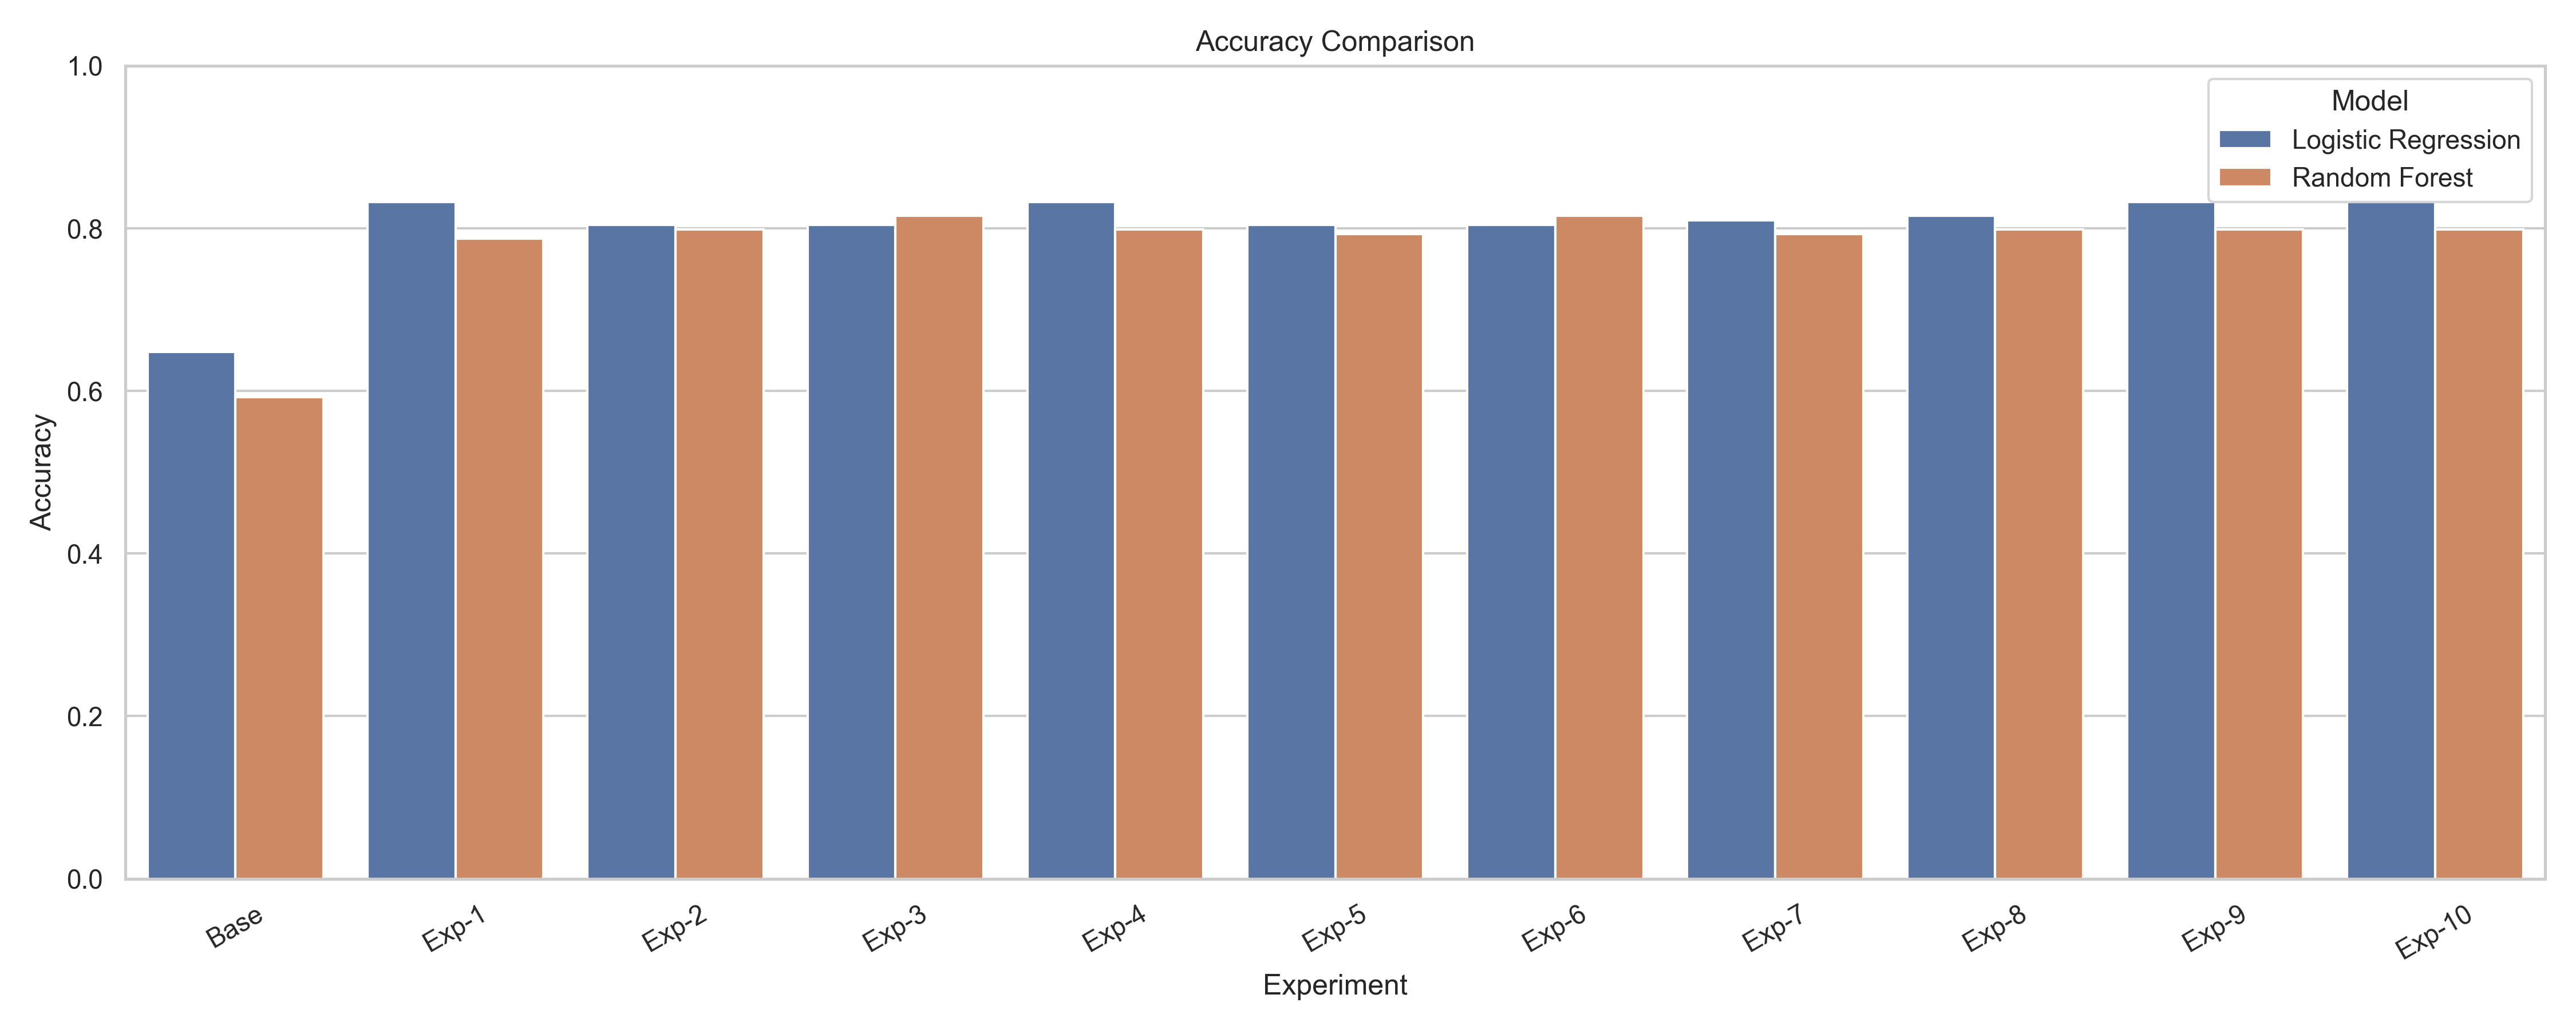 Accuracy Comparison
1.0
0.8
0.6
0.4
0.2
0.0
Accuracy
Model
Logistic Regression
Random Forest
Base
Exp-1
Exp-2
Exp-3
Exp-4
Exp-5
Exp-6
Exp-7
Exp-8
Exp-9
Exp-10
Experiment